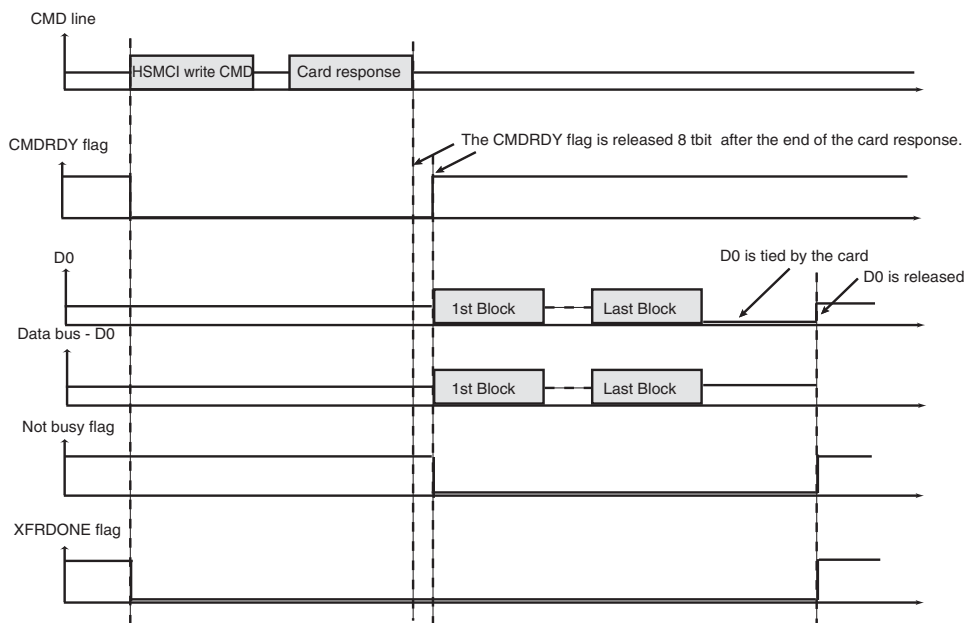 CMD line
HSMCI write CMD
Card response
The CMDRDY flag is released 8 tbit after the end of the card response.
CMDRDY flag
D0 is tied by the card
D0
D0 is released
1st Block
Last Block
Data bus - D0
1st Block
Last Block
Not busy flag
XFRDONE flag